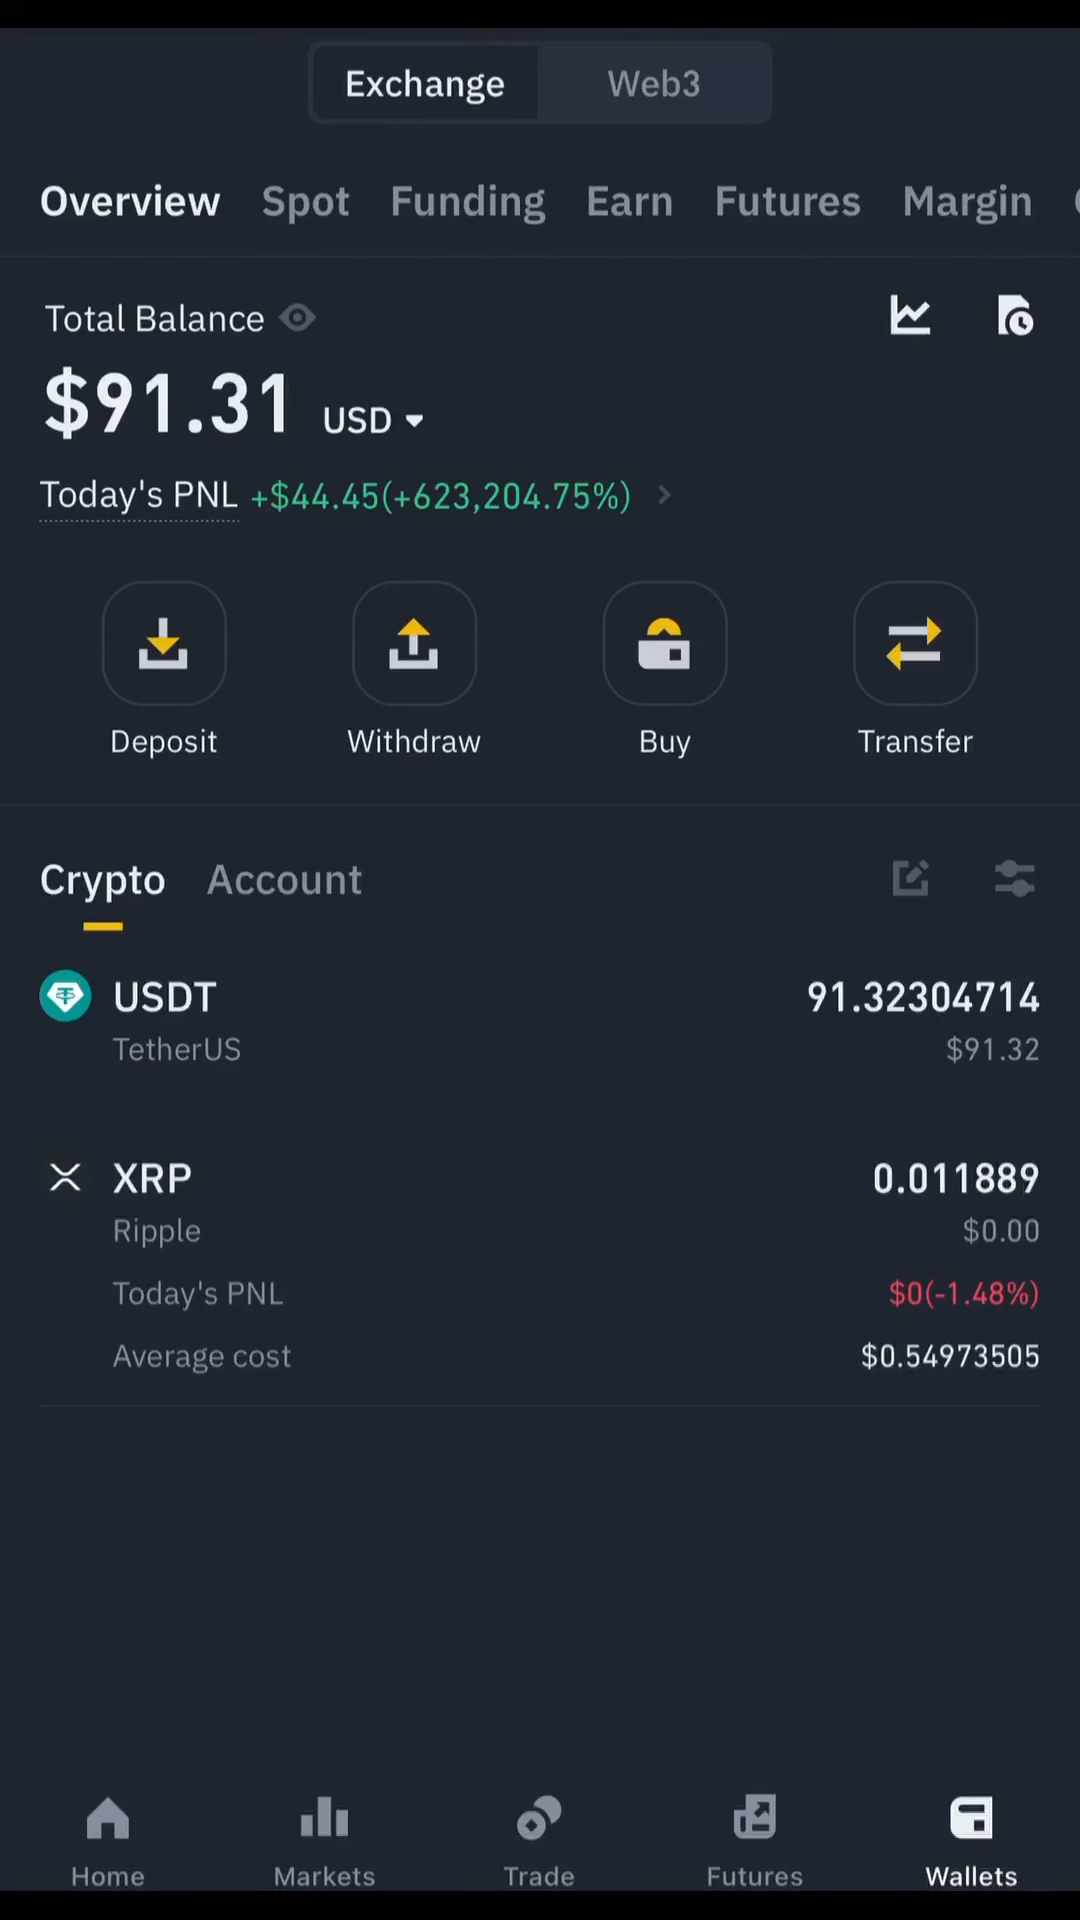 Exchange Web3
Overview Spot Funding Earn Futures Margin
Total Balance
$91.31 USD
Today's PNL +$44.45(+623,204.75%)
Deposit Withdraw Buy Transfer
Crypto Account
USDT 91.32304714
TetherUS $91.32
XRP 0.011889
Ripple $0.00
Today's PNL $0(-1.48%)
Average cost $0.54973505
Home Markets Trade Futures Wallets